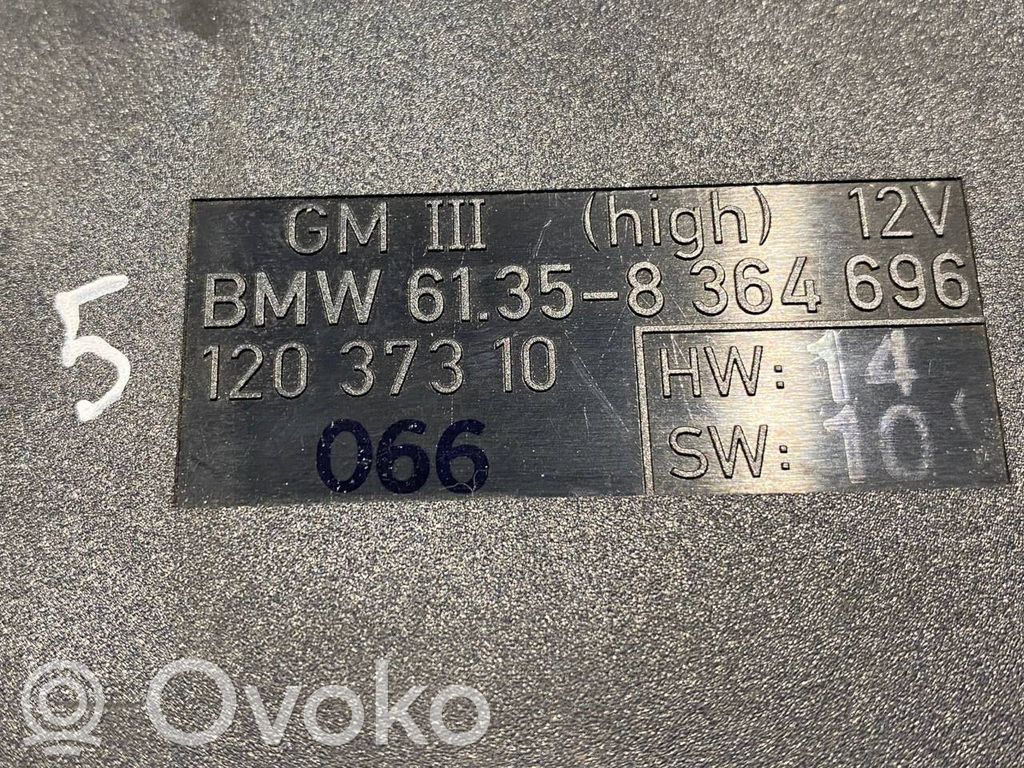 GM III (high) 12V
BMW 61.35-8 364 696
120 373 10
HW: 14
066
SW: 10
5
Ovoko